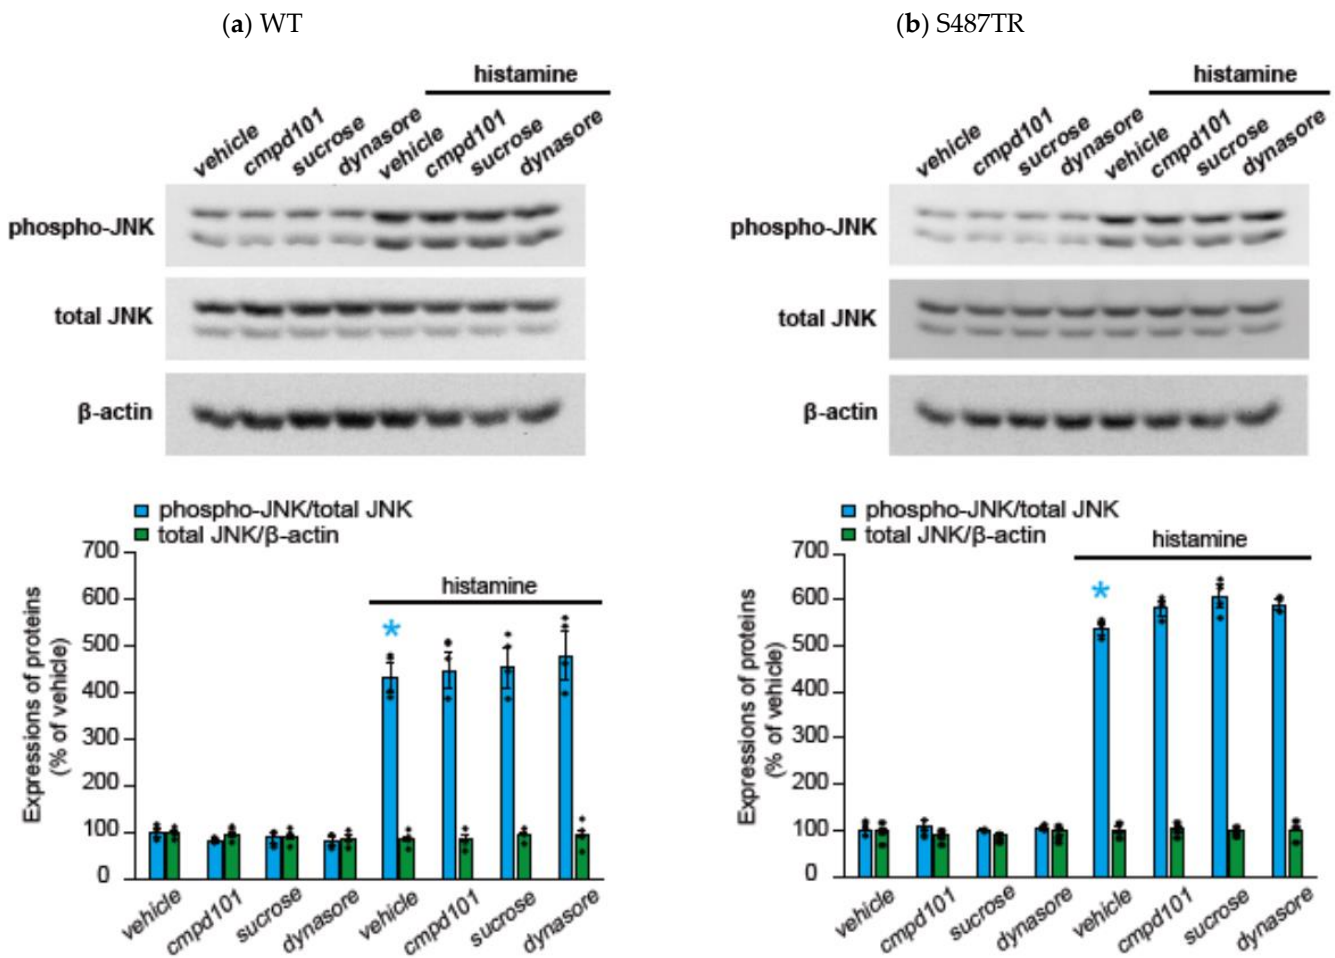 (a) WT
histamine
vehicle
cmpd101
sucrose
dynasore
vehicle
cmpd101
sucrose
dynasore
phospho-JNK
total JNK
β-actin
phospho-JNK/total JNK
total JNK/β-actin
histamine
*
Expressions of proteins
(% of vehicle)
700
600
500
400
300
200
100
0
vehicle
cmpd101
sucrose
dynasore
vehicle
cmpd101
sucrose
dynasore
(b) S487TR
histamine
vehicle
cmpd101
sucrose
dynasore
vehicle
cmpd101
sucrose
dynasore
phospho-JNK
total JNK
β-actin
phospho-JNK/total JNK
total JNK/β-actin
histamine
*
Expressions of proteins
(% of vehicle)
700
600
500
400
300
200
100
0
vehicle
cmpd101
sucrose
dynasore
vehicle
cmpd101
sucrose
dynasore